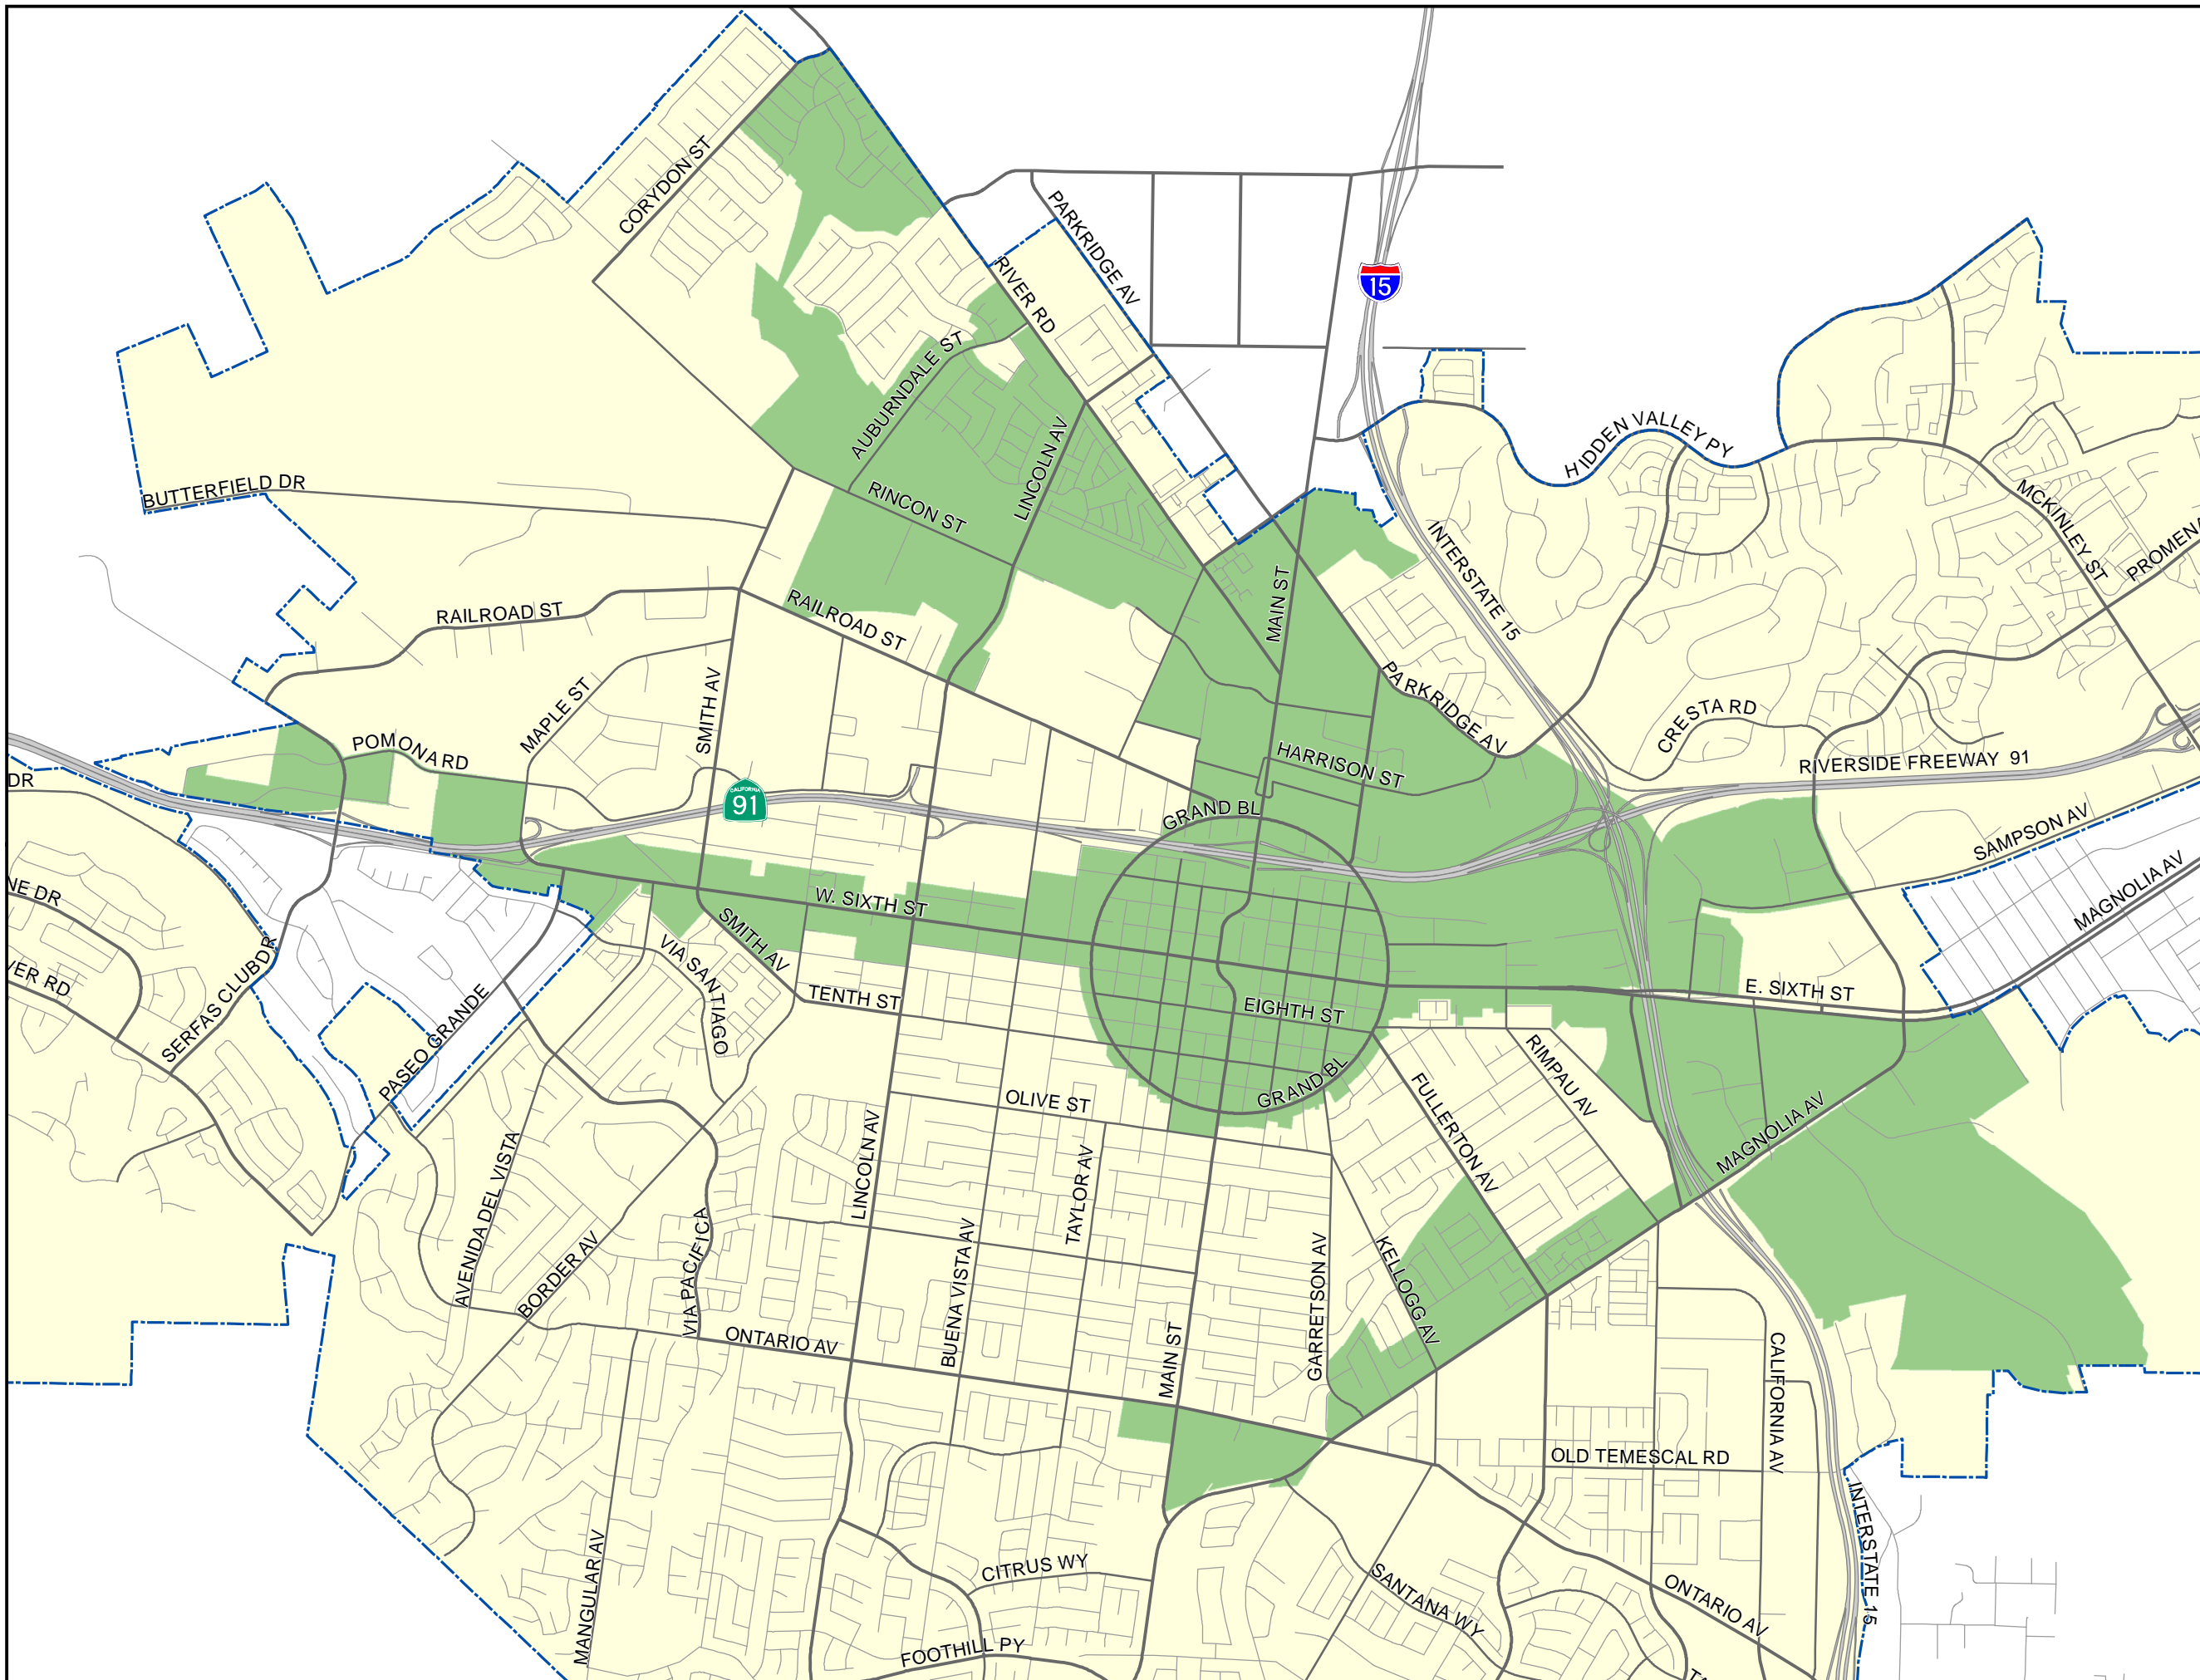 CORYDON ST
PARKRIDGE AV
RIVER RD
15
AUBURNDALE ST
LINCOLN AV
HIDDEN VALLEY PY
BUTTERFIELD DR
RINCON ST
MCKINLEY ST
INTERSTATE 15
PROMENA
MAIN ST
RAILROAD ST
RAILROAD ST
SMITH AV
MAPLE ST
PARKRIDGE AV
CRESTA RD
POMONA RD
HARRISON ST
RIVERSIDE FREEWAY 91
DR
CALIFORNIA
91
GRAND BL
SAMPSON AV
NE DR
W. SIXTH ST
MAGNOLIA AV
SMITH AV
VIA SANTIAGO
VER RD
SERFAS CLUB DR
TENTH ST
E. SIXTH ST
EIGHTH ST
PASEO GRANDE
RIMPAU AV
GRAND BL
FULLERTON AV
OLIVE ST
MAGNOLIA AV
LINCOLN AV
TAYLOR AV
AVENIDA DEL VISTA
BORDER AV
VIA PACIFICA
BUENA VISTA AV
GARRETSON AV
KELLOGG AV
ONTARIO AV
MAIN ST
CALIFORNIA AV
OLD TEMESCAL RD
INTERSTATE 15
MANGULAR AV
CITRUS WY
SANTANA WY
ONTARIO AV
FOOTHILL PY